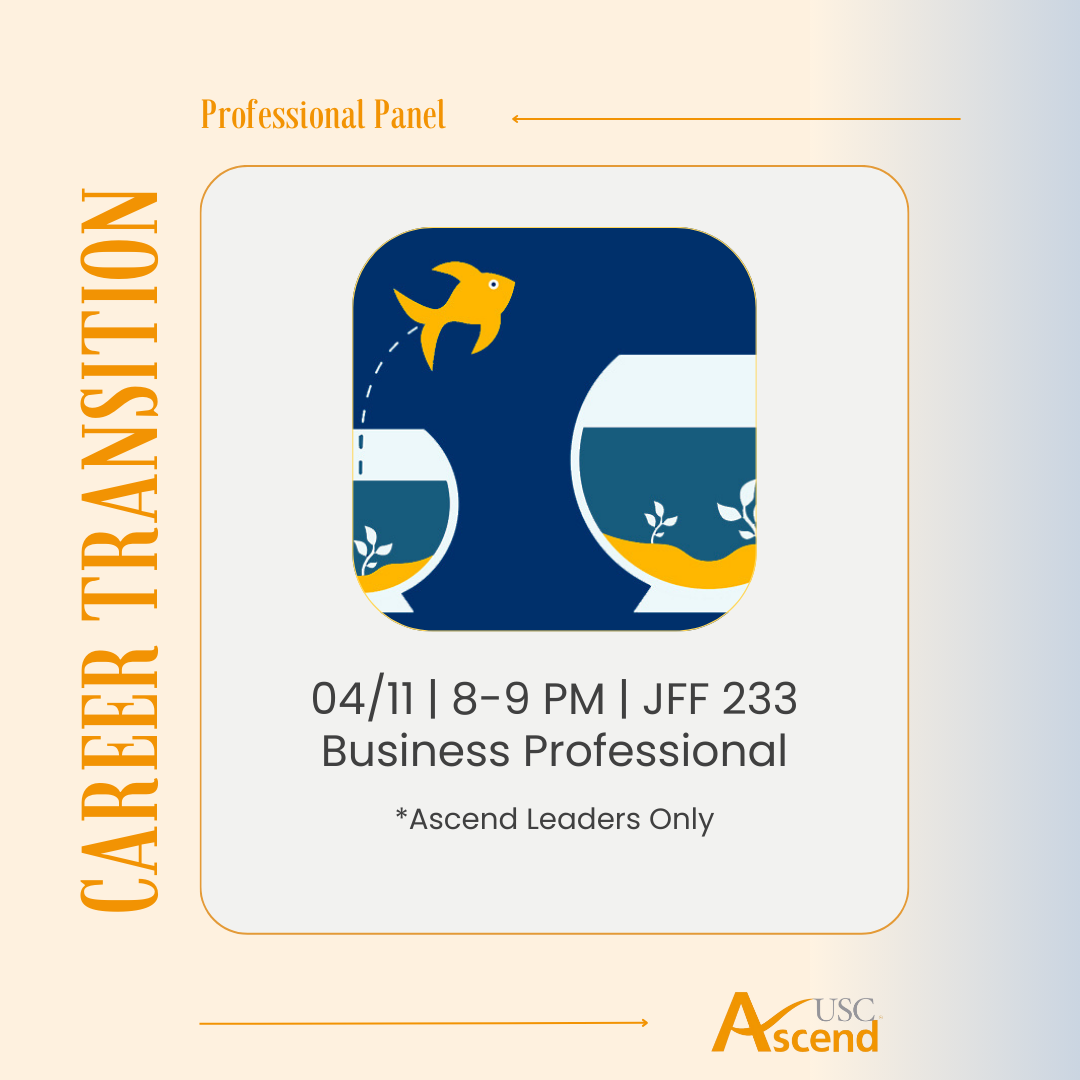 Professional Panel
CAREER TRANSITION
04/11 | 8-9 PM | JFF 233
Business Professional
*Ascend Leaders Only
USC
Ascend